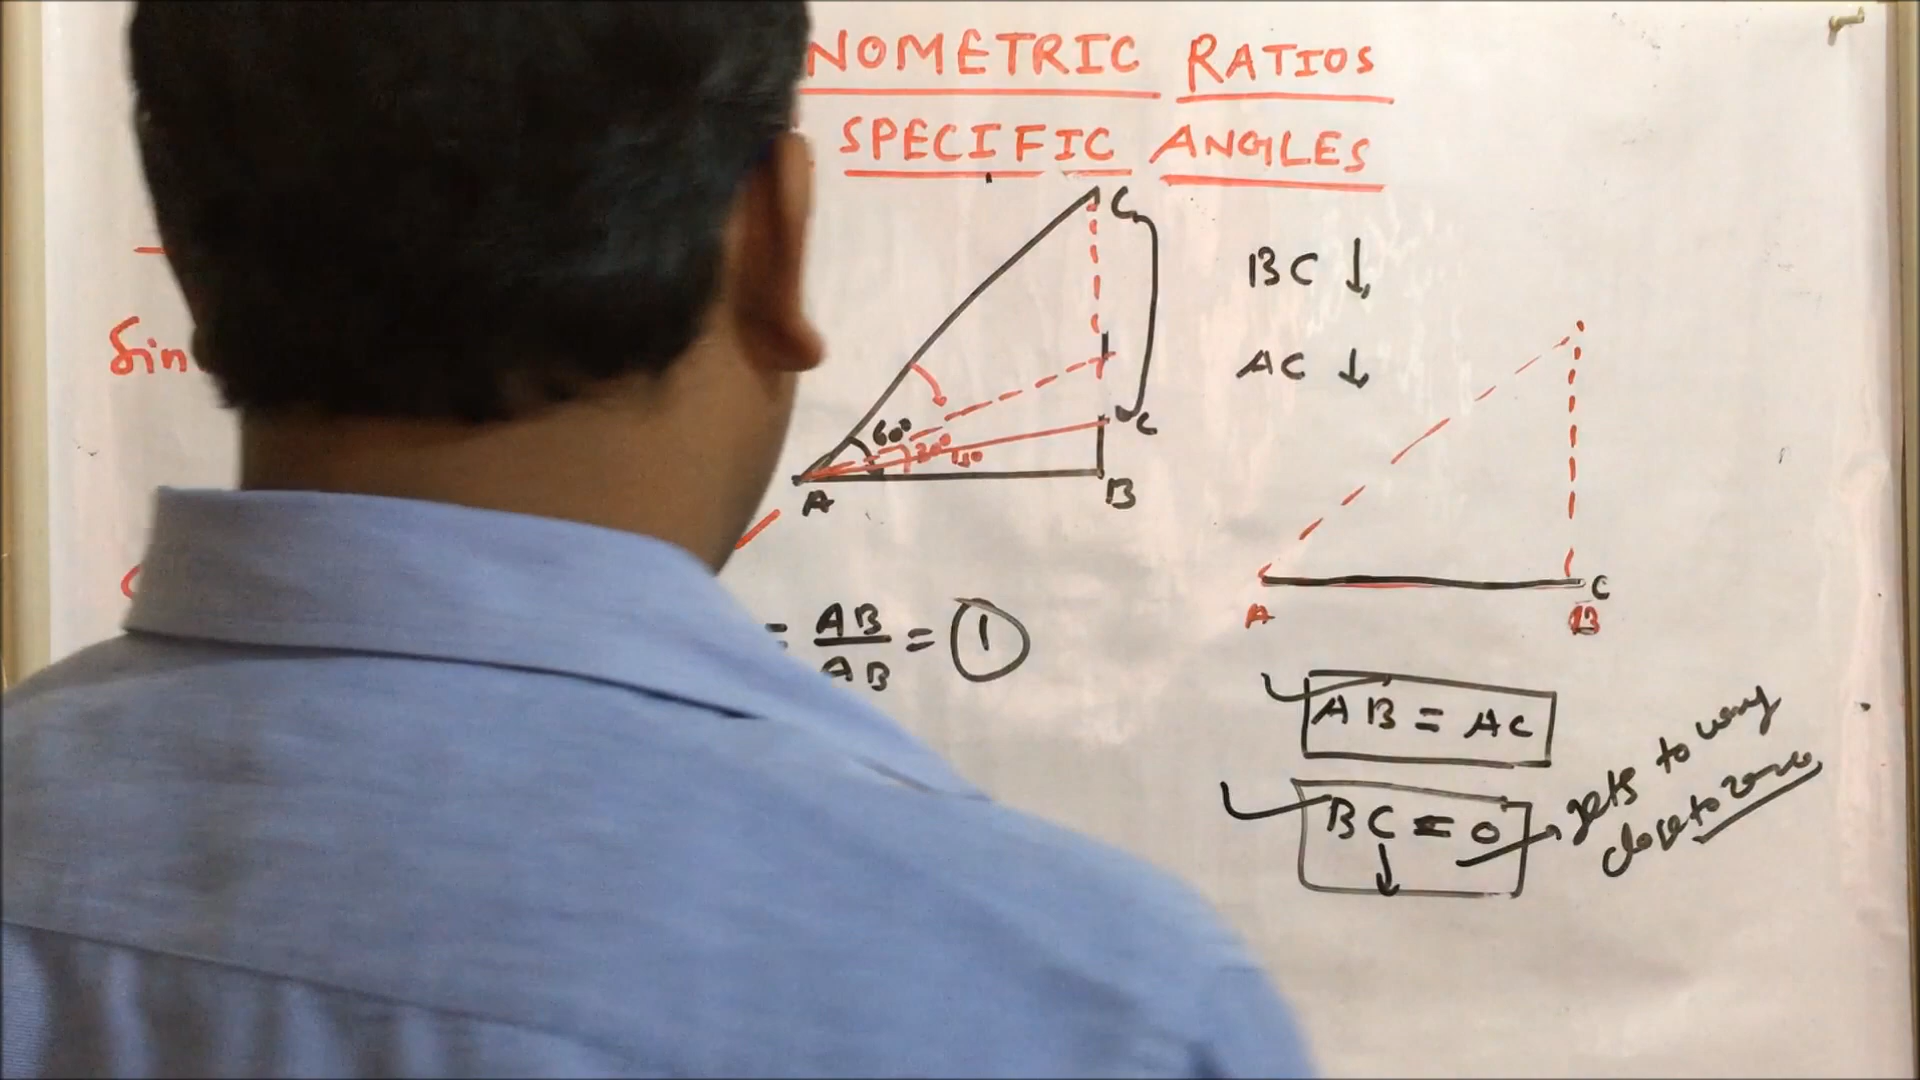 NOMETRIC RATIOS
SPECIFIC ANGLES
C
BC ↓
AC ↓
Sin
60°
30°
C
A
B
A
C
B
= AB/AB = 1
AB = AC
BC = 0
↓
→ gets to very
close to zero